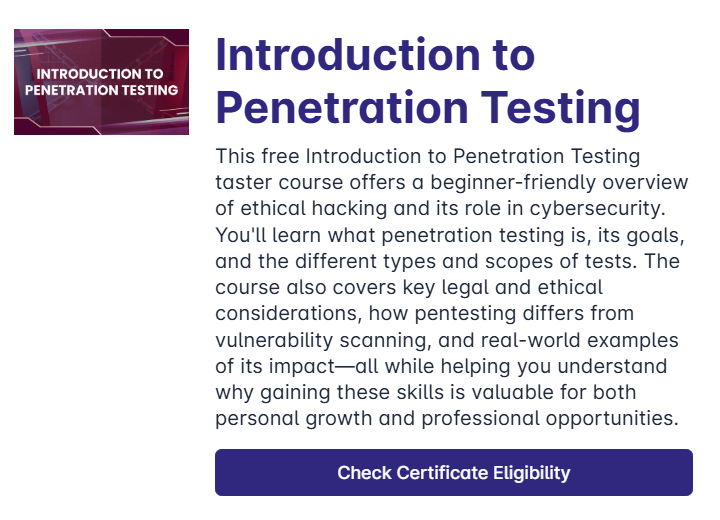 INTRODUCTION TO
PENETRATION TESTING
Introduction to
Penetration Testing
This free Introduction to Penetration Testing
taster course offers a beginner-friendly overview
of ethical hacking and its role in cybersecurity.
You'll learn what penetration testing is, its goals,
and the different types and scopes of tests. The
course also covers key legal and ethical
considerations, how pentesting differs from
vulnerability scanning, and real-world examples
of its impact—all while helping you understand
why gaining these skills is valuable for both
personal growth and professional opportunities.
Check Certificate Eligibility